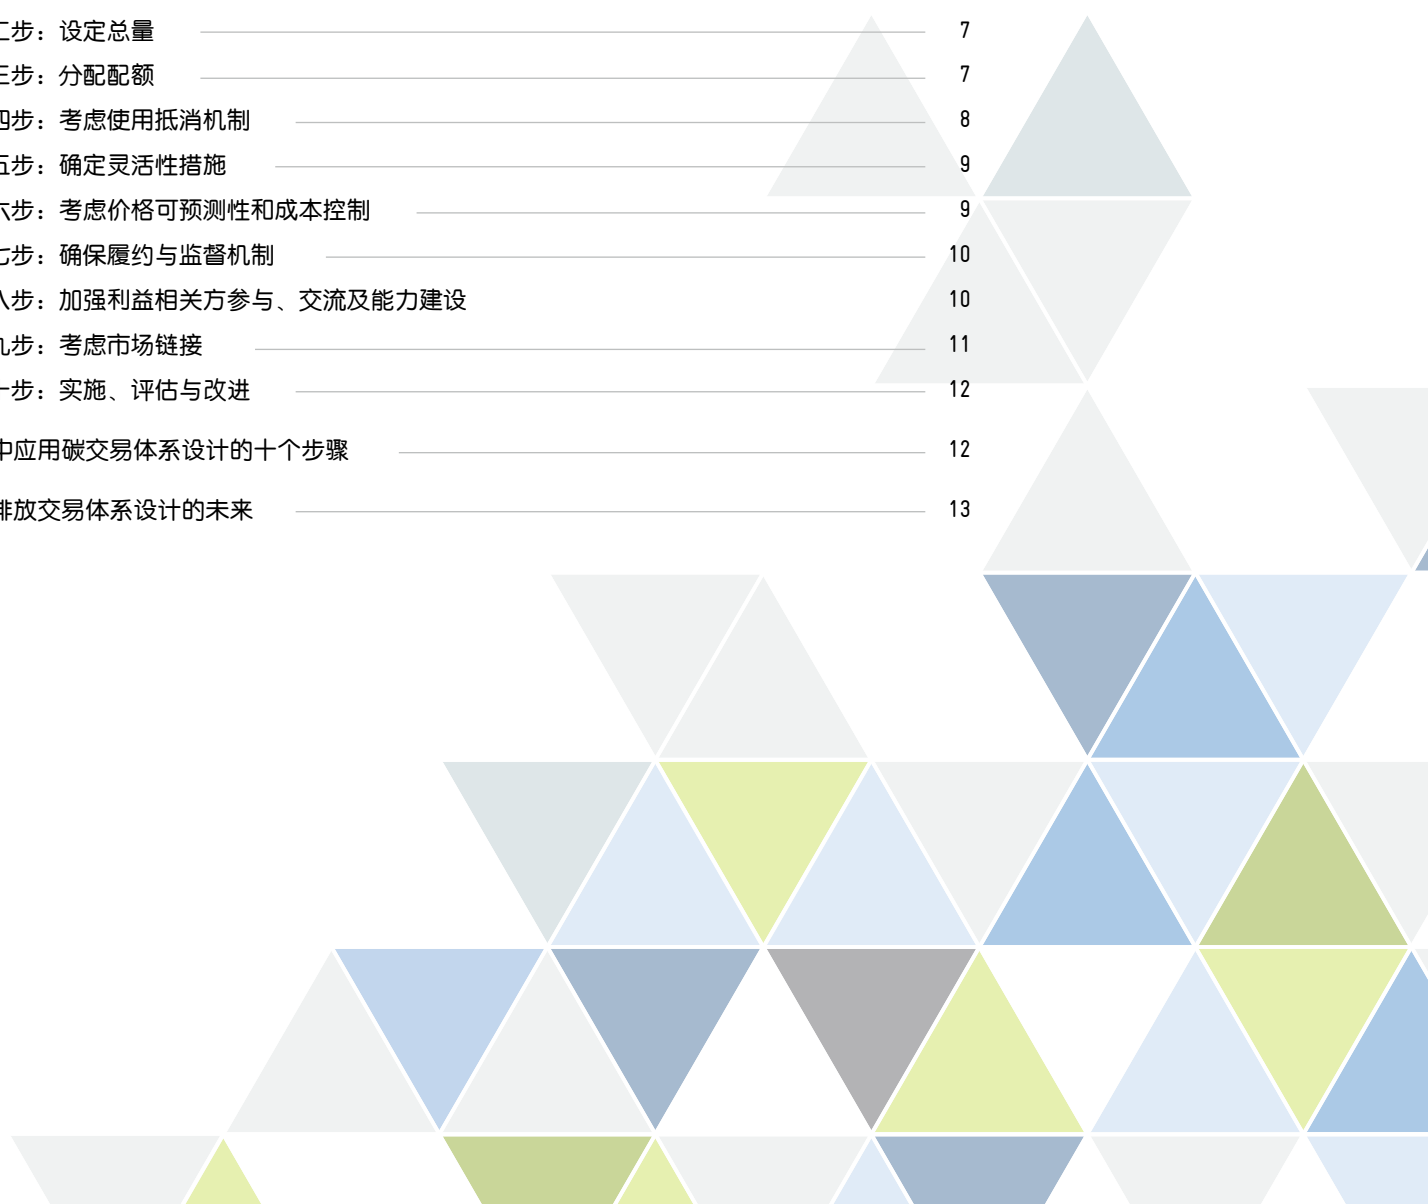 二步：设定总量 7
三步：分配配额 7
四步：考虑使用抵消机制 8
五步：确定灵活性措施 9
六步：考虑价格可预测性和成本控制 9
七步：确保履约与监督机制 10
八步：加强利益相关方参与、交流及能力建设 10
九步：考虑市场链接 11
十步：实施、评估与改进 12
中应用碳交易体系设计的十个步骤 12
排放交易体系设计的未来 13